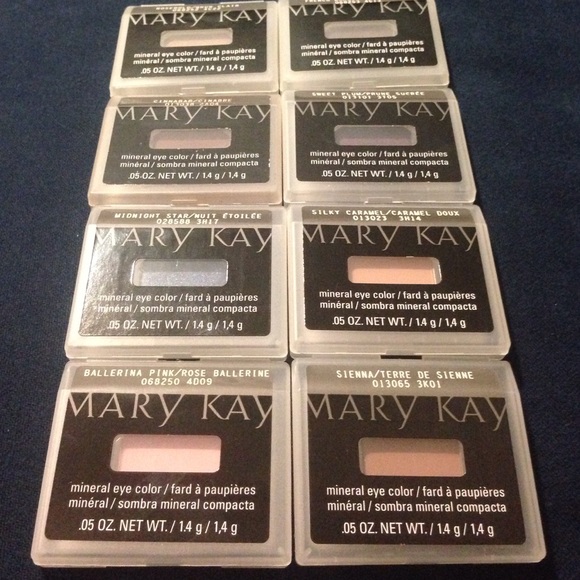 MARY KAY
mineral eye color / fard à paupières
minéral / sombra mineral compacta
.05 OZ. NET WT. / 1.4 g / 1,4 g
MARY KAY
mineral eye color / fard à paupières
minéral / sombra mineral compacta
.05 OZ. NET WT. / 1.4 g / 1,4 g
CINNABAR/CINABRE
MARY KAY
mineral eye color / fard à paupières
minéral / sombra mineral compacta
.05 OZ. NET WT. / 1.4 g / 1,4 g
SWEET PLUM/PRUNE SUCRÉE
MARY KAY
mineral eye color / fard à paupières
minéral / sombra mineral compacta
.05 OZ. NET WT. / 1.4 g / 1,4 g
MIDNIGHT STAR/NUIT ÉTOILÉE
028588 3H17
MARY KAY
mineral eye color / fard à paupières
minéral / sombra mineral compacta
.05 OZ. NET WT. / 1.4 g / 1,4 g
SILKY CARAMEL/CARAMEL DOUX
013023 3H14
MARY KAY
mineral eye color / fard à paupières
minéral / sombra mineral compacta
.05 OZ. NET WT. / 1.4 g / 1,4 g
BALLERINA PINK/ROSE BALLERINE
068250 4D09
MARY KAY
mineral eye color / fard à paupières
minéral / sombra mineral compacta
.05 OZ. NET WT. / 1.4 g / 1,4 g
SIENNA/TERRE DE SIENNE
013065 3K01
MARY KAY
mineral eye color / fard à paupières
minéral / sombra mineral compacta
.05 OZ. NET WT. / 1.4 g / 1,4 g